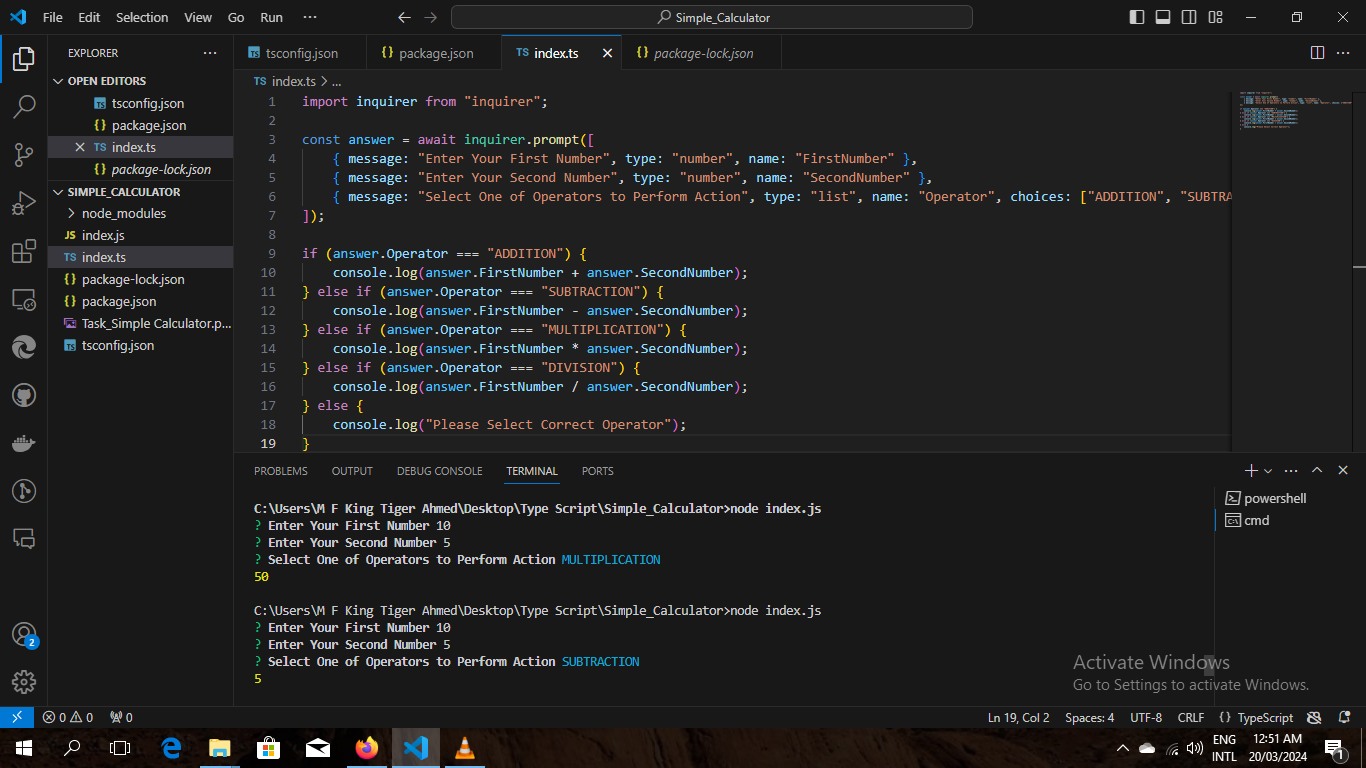 File Edit Selection View Go Run ··· Simple_Calculator
EXPLORER ···
OPEN EDITORS
tsconfig.json
package.json
TS index.ts
package-lock.json
SIMPLE_CALCULATOR
node_modules
JS index.js
TS index.ts
package-lock.json
package.json
Task_Simple Calculator.p...
tsconfig.json
2
tsconfig.json package.json TS index.ts package-lock.json
TS index.ts > ...
1 import inquirer from "inquirer";
2
3 const answer = await inquirer.prompt([
4 { message: "Enter Your First Number", type: "number", name: "FirstNumber" },
5 { message: "Enter Your Second Number", type: "number", name: "SecondNumber" },
6 { message: "Select One of Operators to Perform Action", type: "list", name: "Operator", choices: ["ADDITION", "SUBTRA
7 ]);
8
9 if (answer.Operator === "ADDITION") {
10 console.log(answer.FirstNumber + answer.SecondNumber);
11 } else if (answer.Operator === "SUBTRACTION") {
12 console.log(answer.FirstNumber - answer.SecondNumber);
13 } else if (answer.Operator === "MULTIPLICATION") {
14 console.log(answer.FirstNumber * answer.SecondNumber);
15 } else if (answer.Operator === "DIVISION") {
16 console.log(answer.FirstNumber / answer.SecondNumber);
17 } else {
18 console.log("Please Select Correct Operator");
19 }
PROBLEMS OUTPUT DEBUG CONSOLE TERMINAL PORTS
C:\Users\M F King Tiger Ahmed\Desktop\Type Script\Simple_Calculator>node index.js
? Enter Your First Number 10
? Enter Your Second Number 5
? Select One of Operators to Perform Action MULTIPLICATION
50
C:\Users\M F King Tiger Ahmed\Desktop\Type Script\Simple_Calculator>node index.js
? Enter Your First Number 10
? Enter Your Second Number 5
? Select One of Operators to Perform Action SUBTRACTION
5
powershell
cmd
Activate Windows
Go to Settings to activate Windows.
0 0 0 Ln 19, Col 2 Spaces: 4 UTF-8 CRLF {} TypeScript
ENG
INTL
12:51 AM
20/03/2024
1